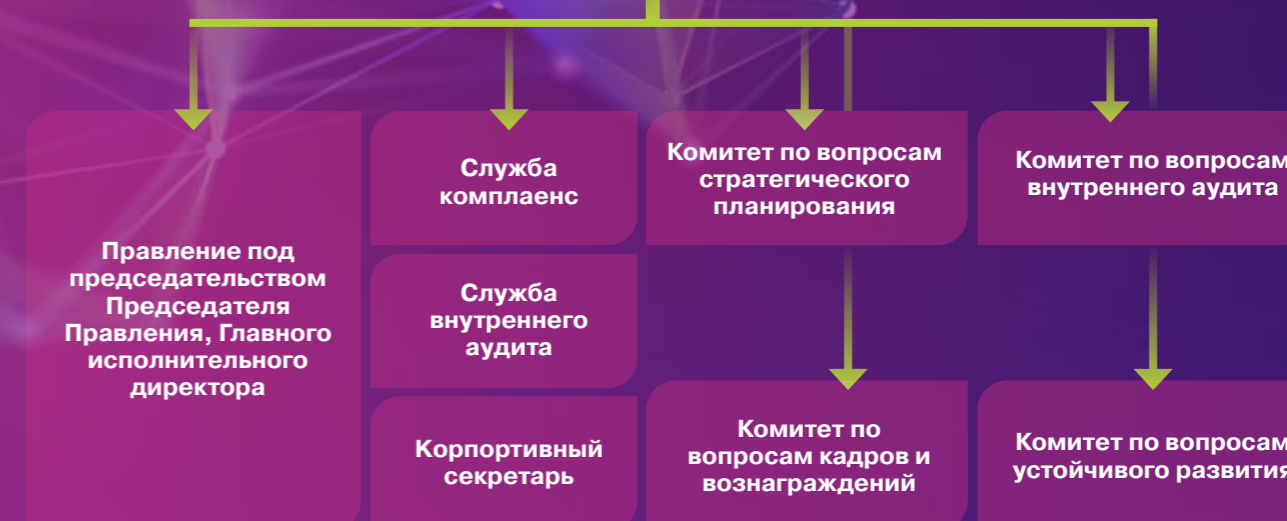 Правление под
председательством
Председателя
Правления, Главного
исполнительного
директора
Служба
комплаенс
Служба
внутреннего
аудита
Корпортивный
секретарь
Комитет по вопросам
стратегического
планирования
Комитет по
вопросам кадров и
вознаграждений
Комитет по вопросам
внутреннего аудита
Комитет по вопросам
устойчивого развития